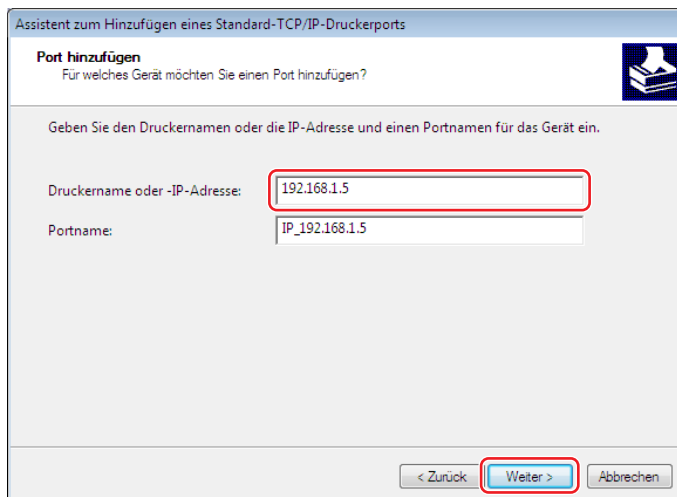 Assistent zum Hinzufügen eines Standard-TCP/IP-Druckerports
Port hinzufügen
Für welches Gerät möchten Sie einen Port hinzufügen?
Geben Sie den Druckernamen oder die IP-Adresse und einen Portnamen für das Gerät ein.
Druckername oder -IP-Adresse: 192.168.1.5
Portname: IP_192.168.1.5
< Zurück Weiter > Abbrechen